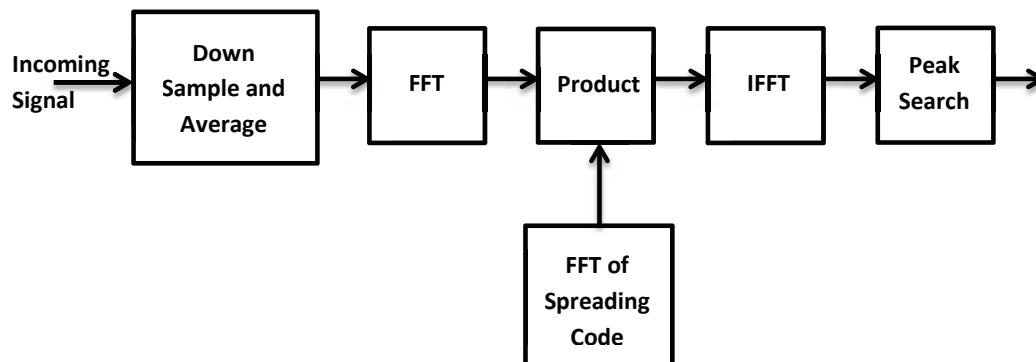 Incoming
Signal
Down
Sample and
Average
FFT
Product
IFFT
Peak
Search
FFT of
Spreading
Code